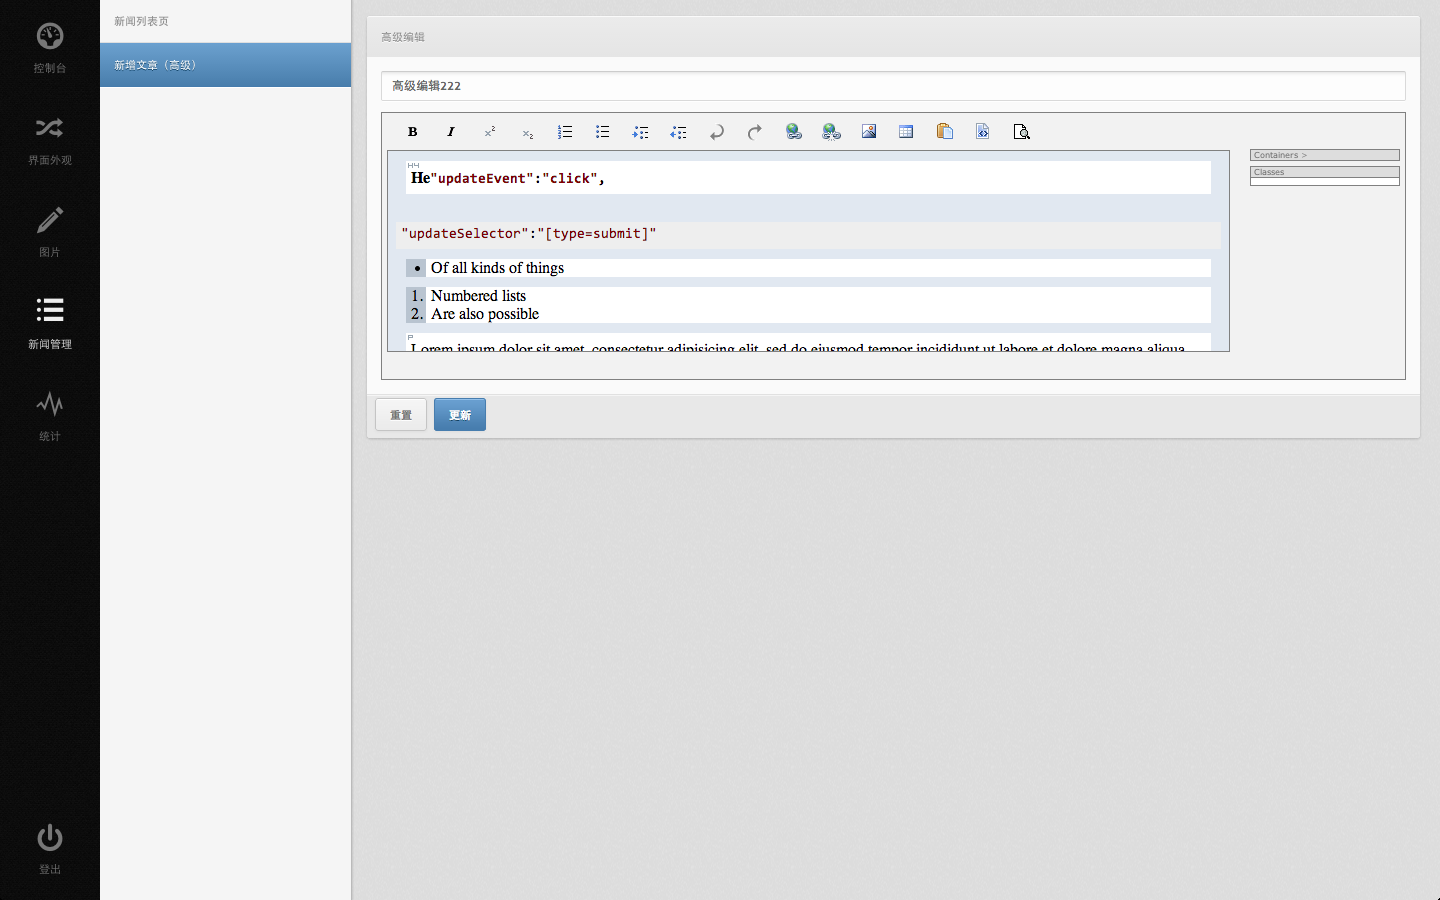 控制台
界面外观
图片
新闻管理
统计
登出
新闻列表页
新增文章（高级）
高级编辑
高级编辑222
B I x² x₂
Containers >
Classes
H4
He"updateEvent":"click",
"updateSelector":"[type=submit]"
• Of all kinds of things
1. Numbered lists
2. Are also possible
P
Lorem ipsum dolor sit amet, consectetur adipisicing elit, sed do eiusmod tempor incididunt ut labore et dolore magna aliqua.
重置
更新